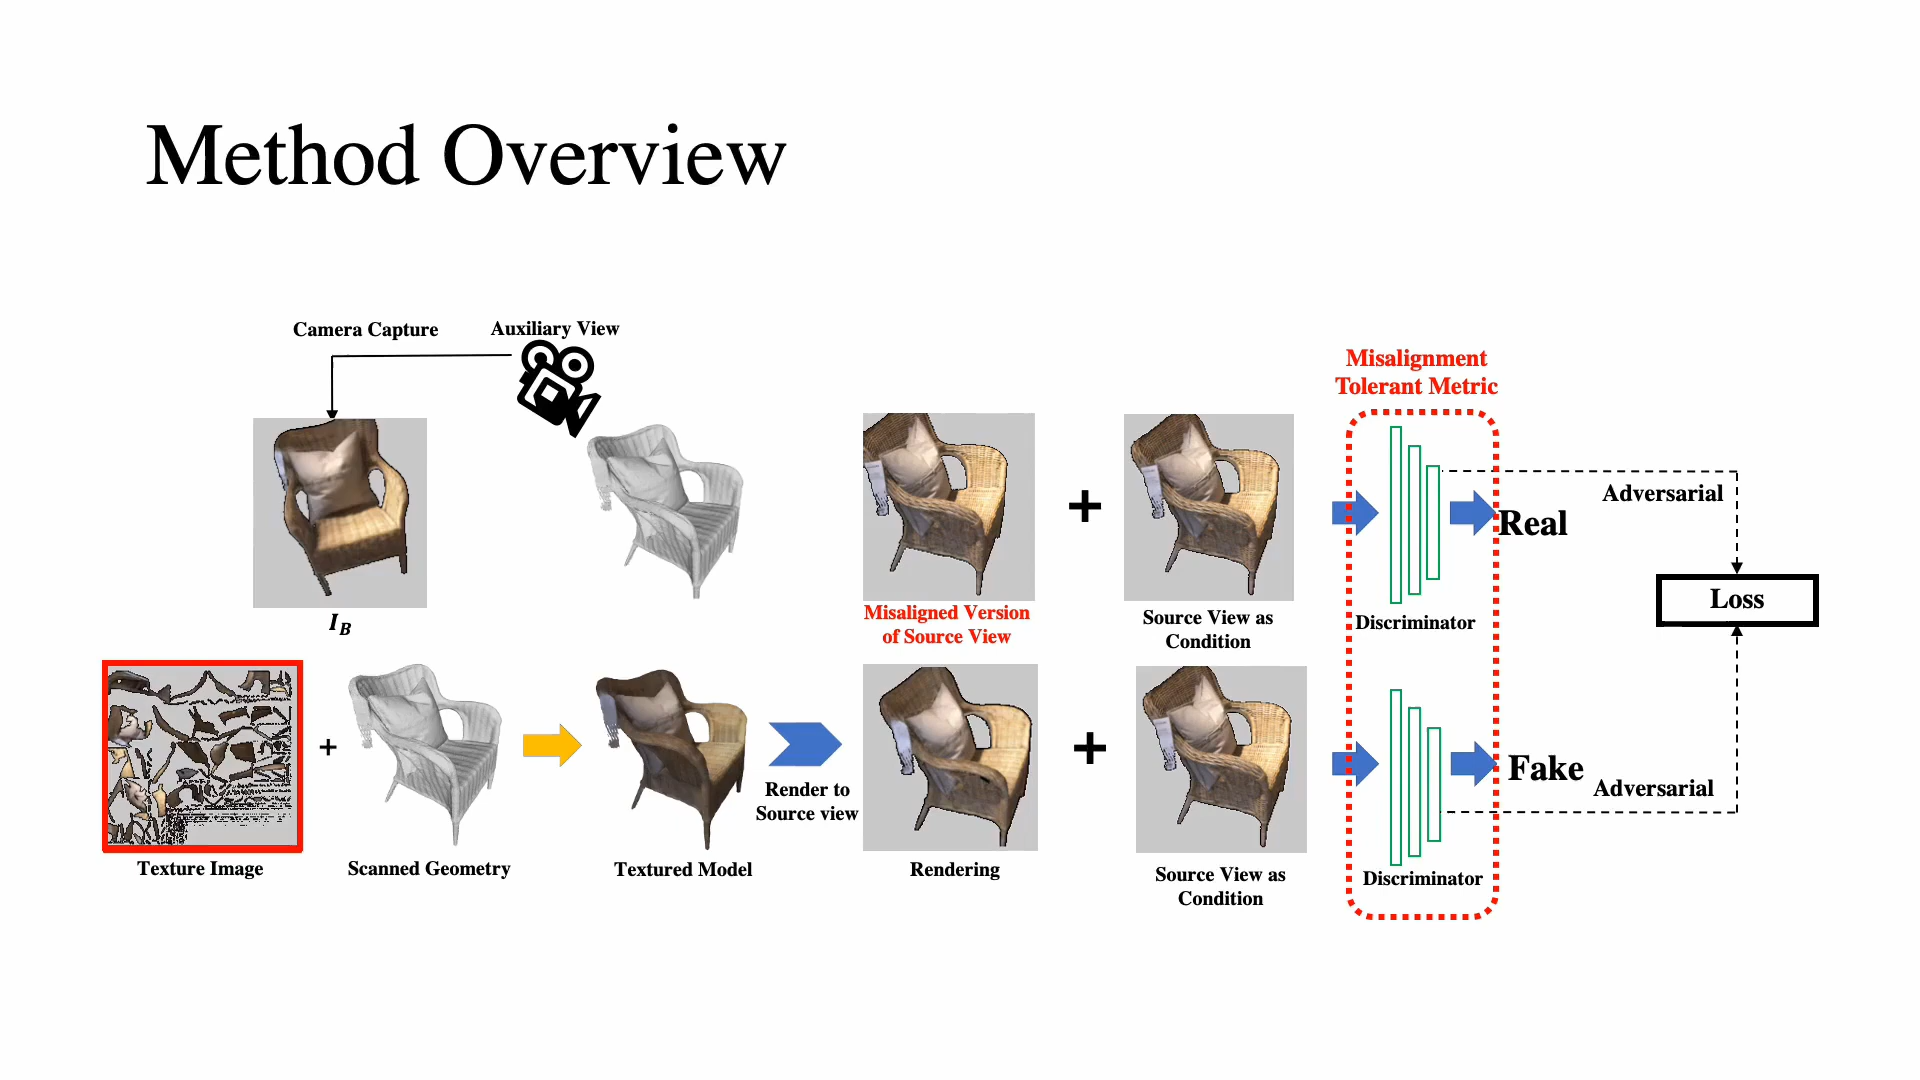 Method Overview
Camera Capture
Auxiliary View
I_B
Misaligned Version
of Source View
+
Source View as
Condition
Misalignment
Tolerant Metric
Discriminator
Real
Adversarial
Loss
Texture Image
+
Scanned Geometry
Textured Model
Render to
Source view
Rendering
+
Source View as
Condition
Discriminator
Fake
Adversarial